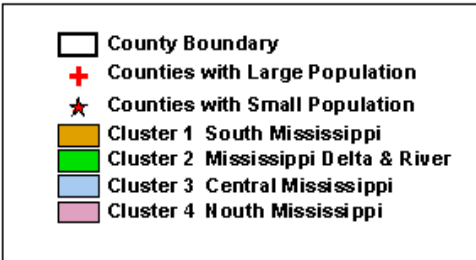 County Boundary
Counties with Large Population
Counties with Small Population
Cluster 1 South Mississippi
Cluster 2 Mississippi Delta & River
Cluster 3 Central Mississippi
Cluster 4 Nouth Mississippi